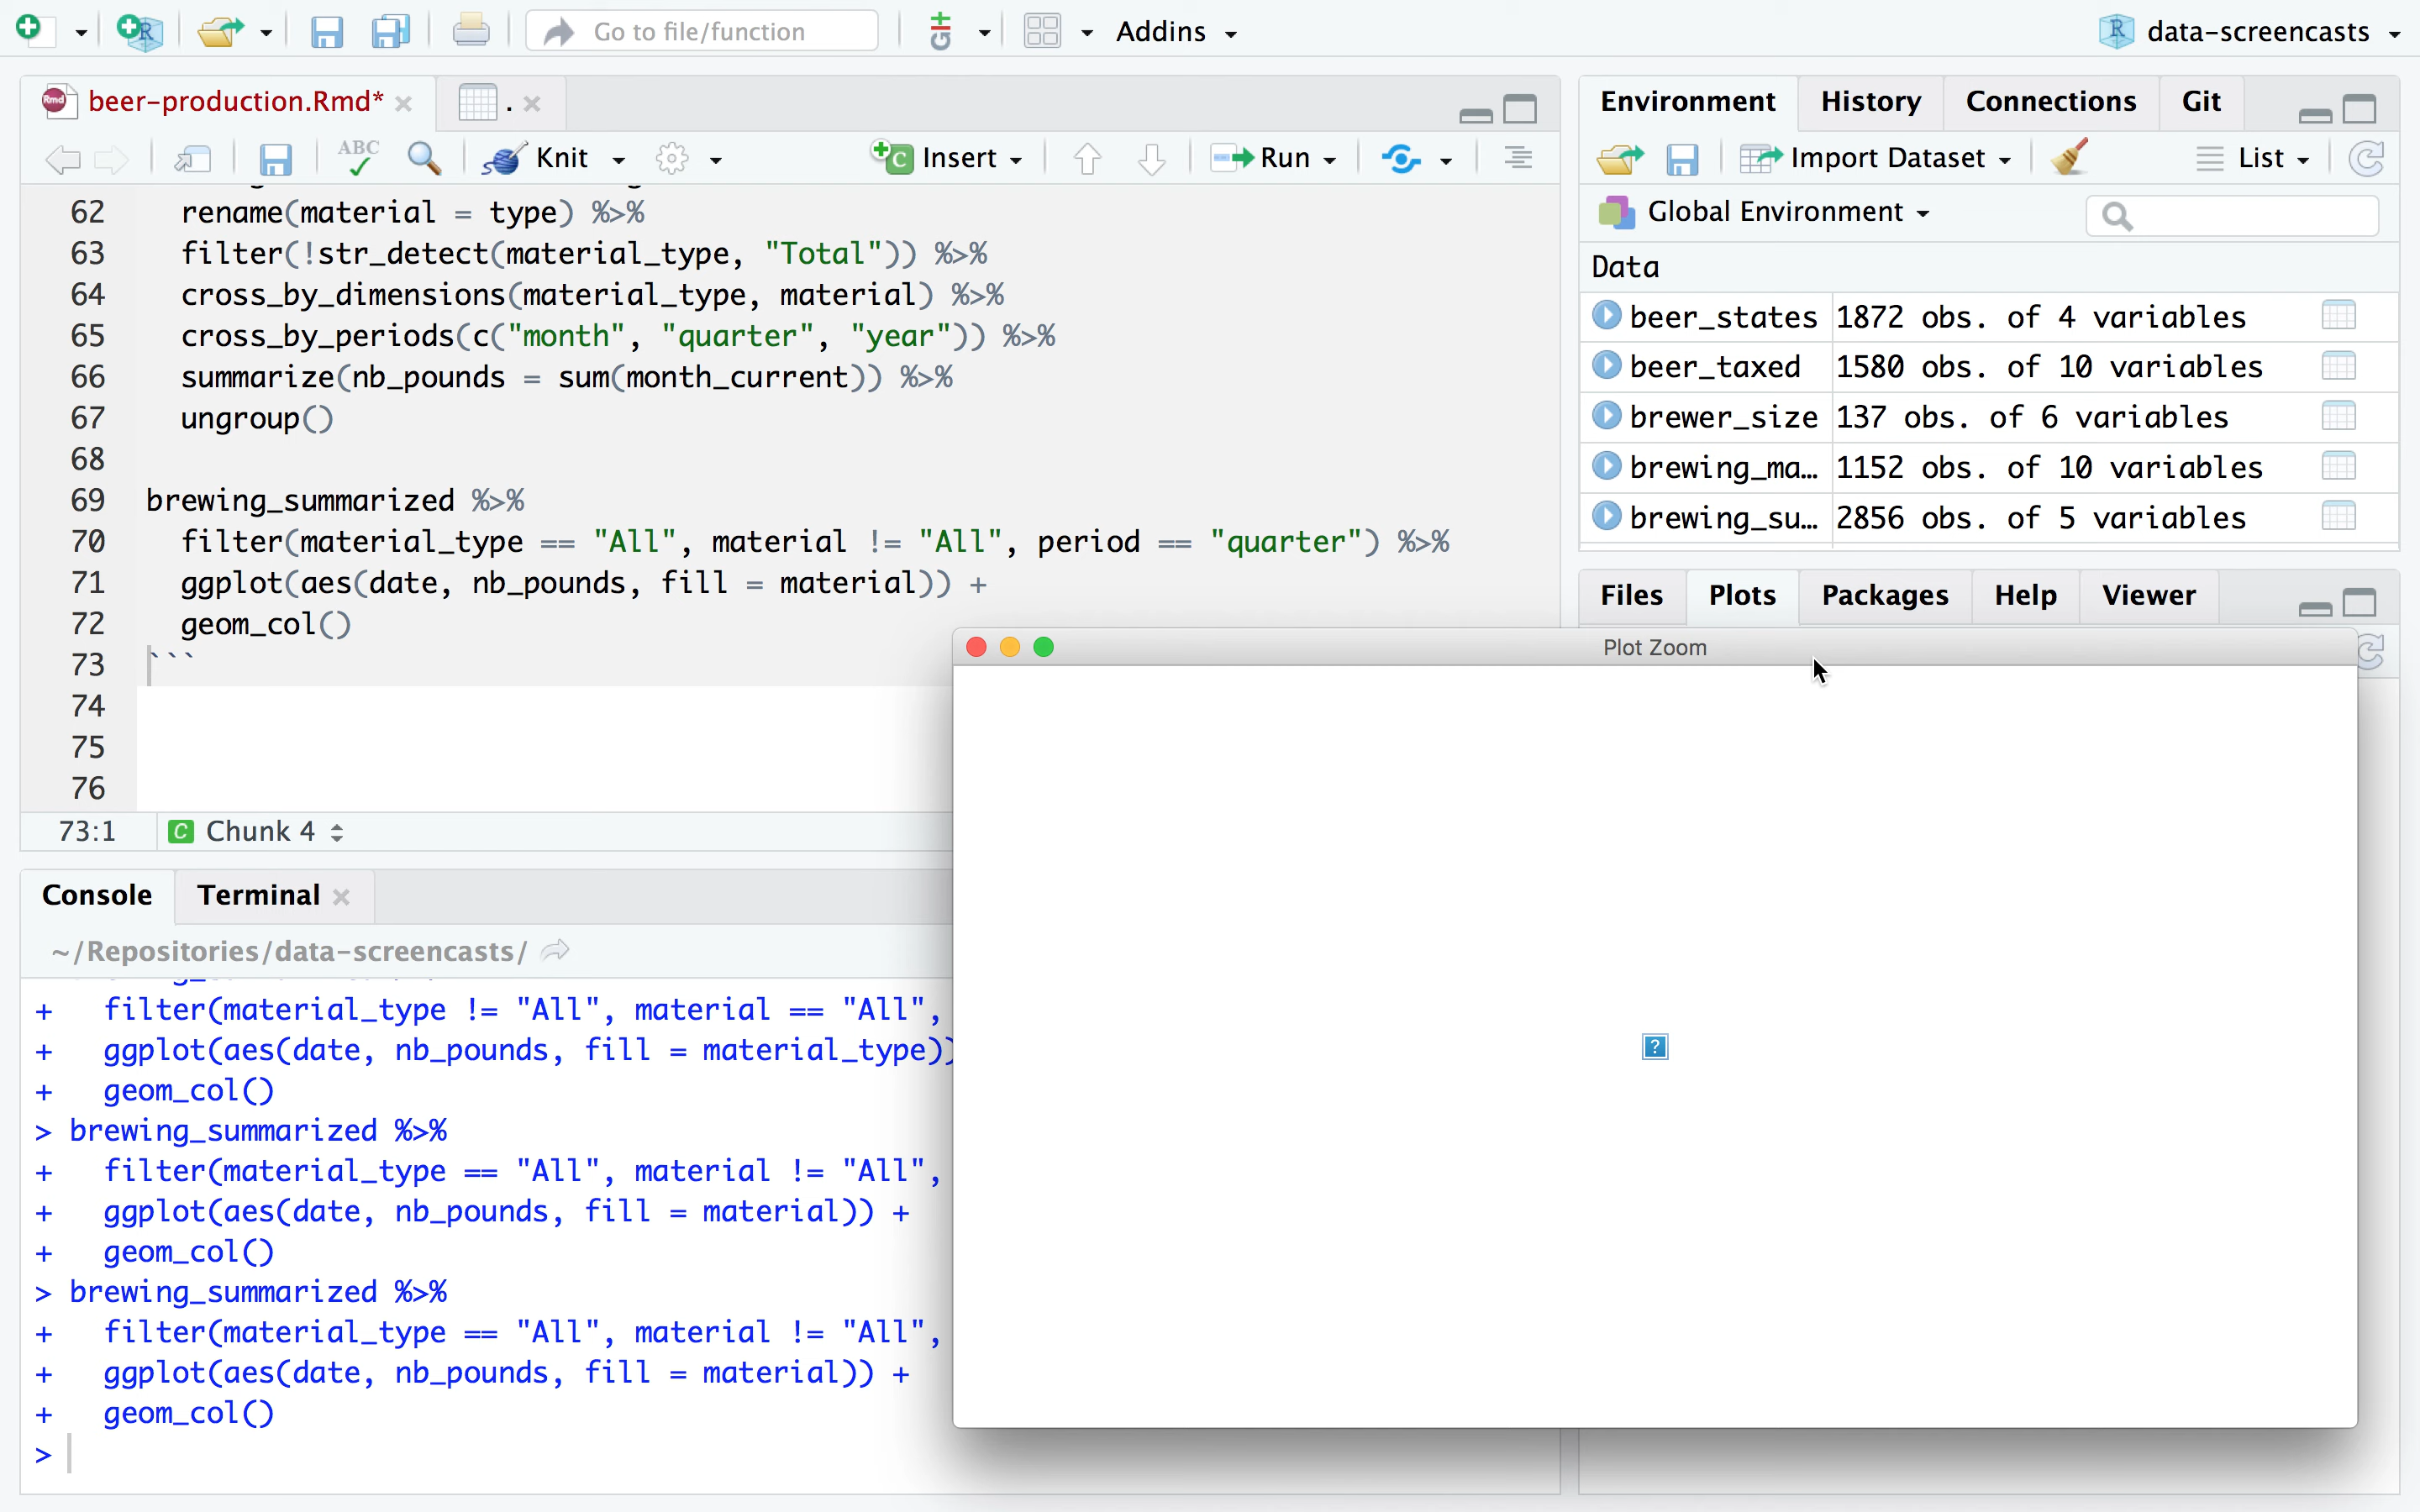 Go to file/function
Git
Addins
data-screencasts
Rmd
beer-production.Rmd*
.
ABC
Knit
Insert
Run
62 rename(material = type) %>%
63 filter(!str_detect(material_type, "Total")) %>%
64 cross_by_dimensions(material_type, material) %>%
65 cross_by_periods(c("month", "quarter", "year")) %>%
66 summarize(nb_pounds = sum(month_current)) %>%
67 ungroup()
68
69 brewing_summarized %>%
70 filter(material_type == "All", material != "All", period == "quarter") %>%
71 ggplot(aes(date, nb_pounds, fill = material)) +
72 geom_col()
73 ```
74
75
76
73:1 C Chunk 4
Console Terminal
~/Repositories/data-screencasts/
+ filter(material_type != "All", material == "All",
+ ggplot(aes(date, nb_pounds, fill = material_type))
+ geom_col()
> brewing_summarized %>%
+ filter(material_type == "All", material != "All",
+ ggplot(aes(date, nb_pounds, fill = material)) +
+ geom_col()
> brewing_summarized %>%
+ filter(material_type == "All", material != "All",
+ ggplot(aes(date, nb_pounds, fill = material)) +
+ geom_col()
>
Environment History Connections Git
Import Dataset List
Global Environment
Data
beer_states 1872 obs. of 4 variables
beer_taxed 1580 obs. of 10 variables
brewer_size 137 obs. of 6 variables
brewing_ma... 1152 obs. of 10 variables
brewing_su... 2856 obs. of 5 variables
Files Plots Packages Help Viewer
Plot Zoom
?